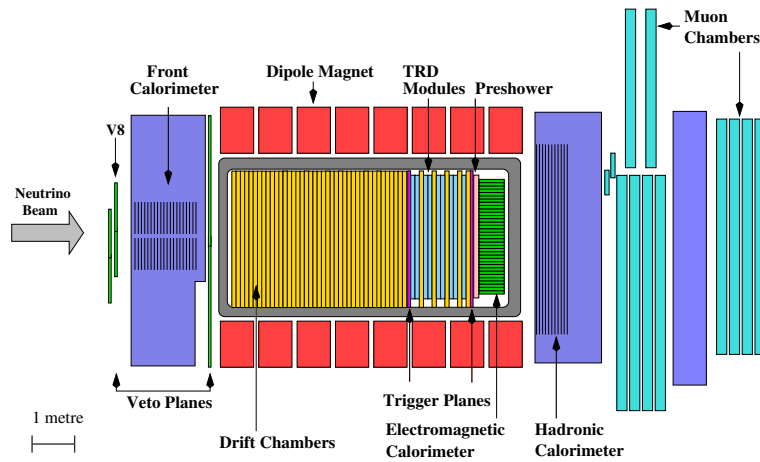 Muon
Chambers
Front
Calorimeter
Dipole Magnet
TRD
Modules
Preshower
V8
Neutrino
Beam
Veto Planes
Trigger Planes
1 metre
Drift Chambers
Electromagnetic
Calorimeter
Hadronic
Calorimeter